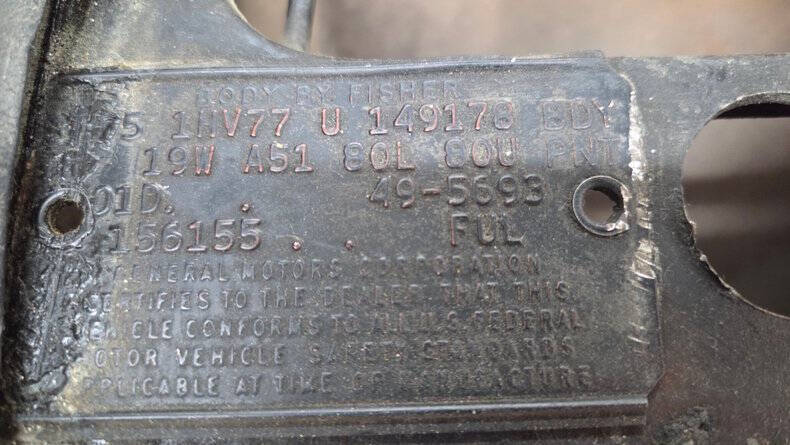 BODY BY FISHER
75 1HV77 U 149178 BDY
19W A51 80L 80U PNT
01D. . 49-5693
156155 . . FUL
GENERAL MOTORS CORPORATION
CERTIFIES TO THE DEALER THAT THIS
VEHICLE CONFORMS TO ALL U.S. FEDERAL
MOTOR VEHICLE SAFETY STANDARDS
APPLICABLE AT TIME OF MANUFACTURE